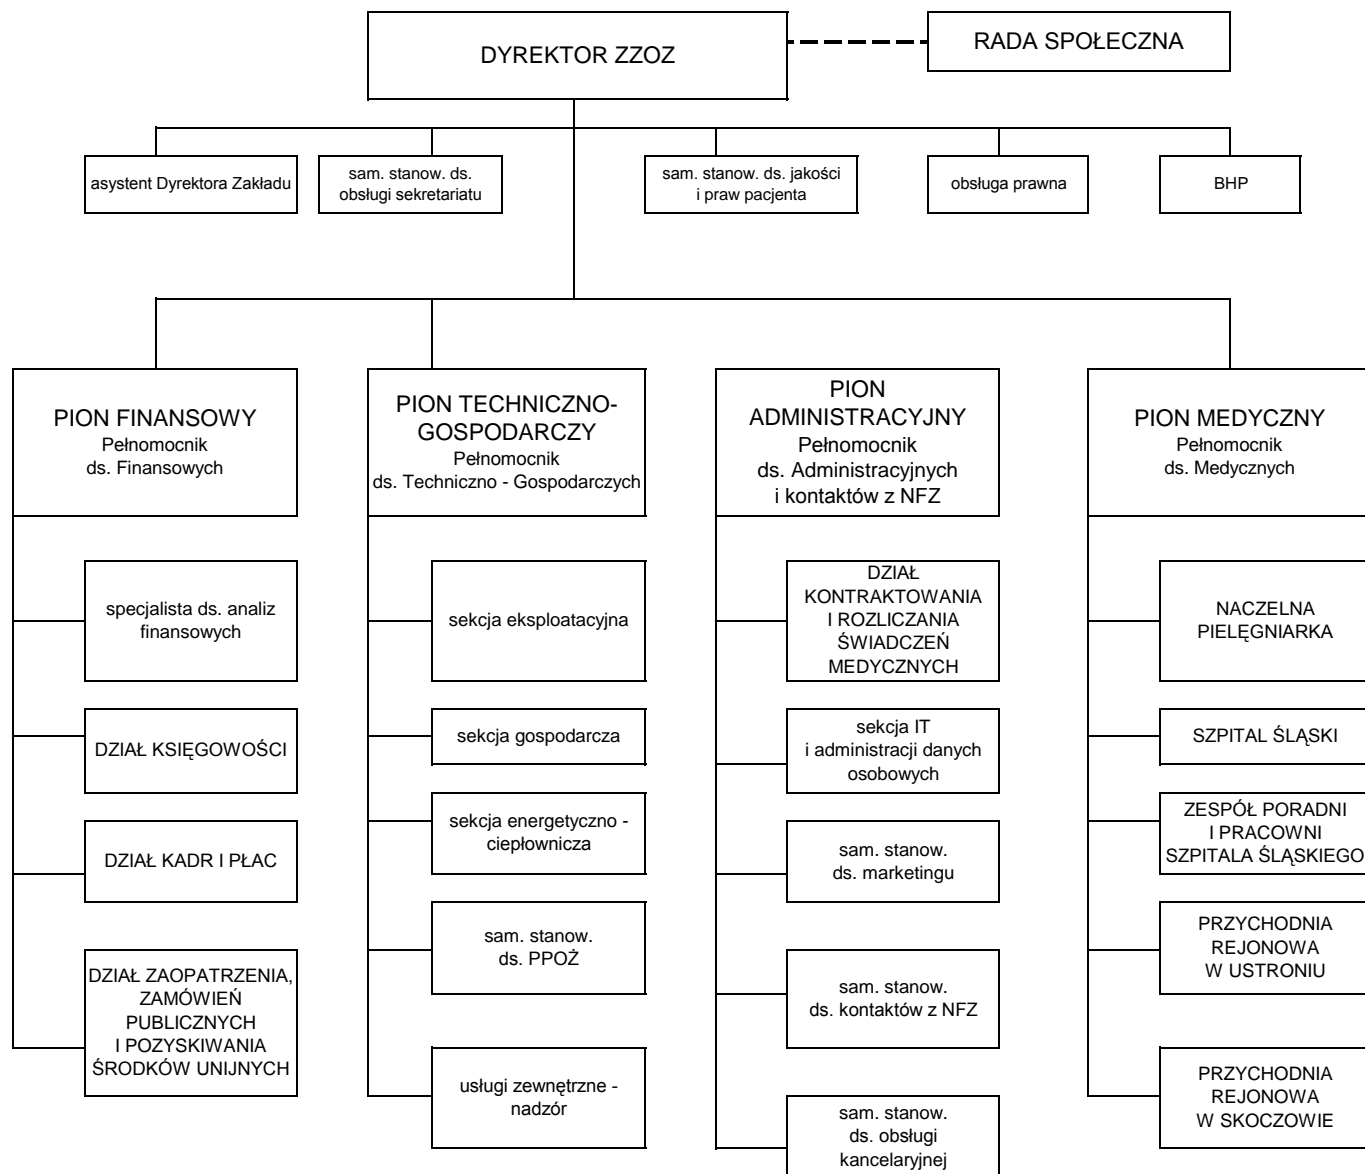 DYREKTOR ZZOZ
RADA SPOŁECZNA
asystent Dyrektora Zakładu
sam. stanow. ds.
obsługi sekretariatu
sam. stanow. ds. jakości
i praw pacjenta
obsługa prawna
BHP
PION FINANSOWY
Pełnomocnik
ds. Finansowych
PION TECHNICZNO-
GOSPODARCZY
Pełnomocnik
ds. Techniczno - Gospodarczych
PION
ADMINISTRACYJNY
Pełnomocnik
ds. Administracyjnych
i kontaktów z NFZ
PION MEDYCZNY
Pełnomocnik
ds. Medycznych
specjalista ds. analiz
finansowych
DZIAŁ KSIĘGOWOŚCI
DZIAŁ KADR I PŁAC
DZIAŁ ZAOPATRZENIA,
ZAMÓWIEŃ
PUBLICZNYCH
I POZYSKIWANIA
ŚRODKÓW UNIJNYCH
sekcja eksploatacyjna
sekcja gospodarcza
sekcja energetyczno -
ciepłownicza
sam. stanow.
ds. PPOŻ
usługi zewnętrzne -
nadzór
DZIAŁ
KONTRAKTOWANIA
I ROZLICZANIA
ŚWIADCZEŃ
MEDYCZNYCH
sekcja IT
i administracji danych
osobowych
sam. stanow.
ds. marketingu
sam. stanow.
ds. kontaktów z NFZ
sam. stanow.
ds. obsługi
kancelaryjnej
NACZELNA
PIELĘGNIARKA
SZPITAL ŚLĄSKI
ZESPÓŁ PORADNI
I PRACOWNI
SZPITALA ŚLĄSKIEGO
PRZYCHODNIA
REJONOWA
W USTRONIU
PRZYCHODNIA
REJONOWA
W SKOCZOWIE